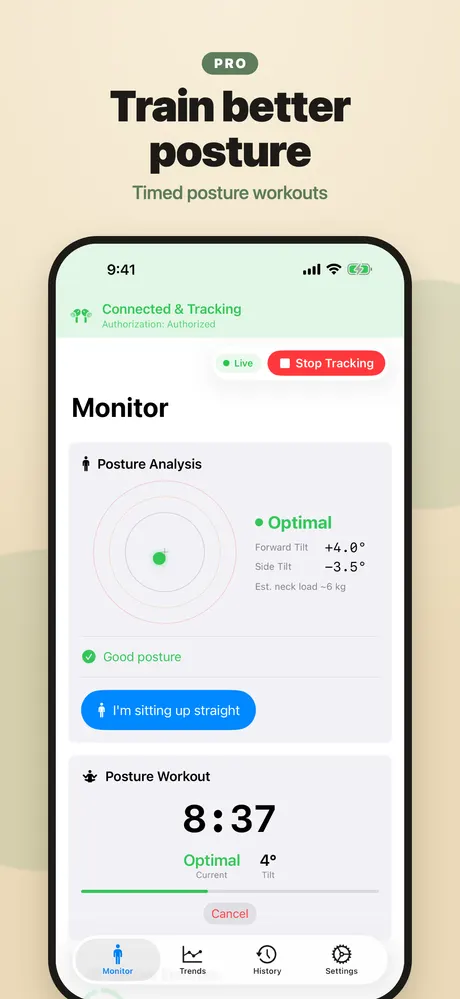 PRO
Train better
posture
Timed posture workouts
9:41
Connected & Tracking
Authorization: Authorized
Live
Stop Tracking
Monitor
Posture Analysis
Optimal
Forward Tilt +4.0°
Side Tilt −3.5°
Est. neck load ~6 kg
Good posture
I'm sitting up straight
Posture Workout
8:37
Optimal 4°
Current Tilt
Cancel
Monitor Trends History Settings